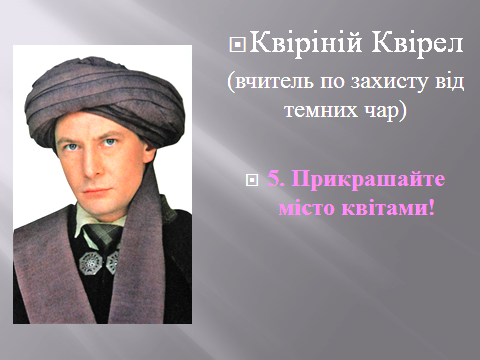 Квіріній Квірел
(вчитель по захисту від
темних чар)
5. Прикрашайте
місто квітами!